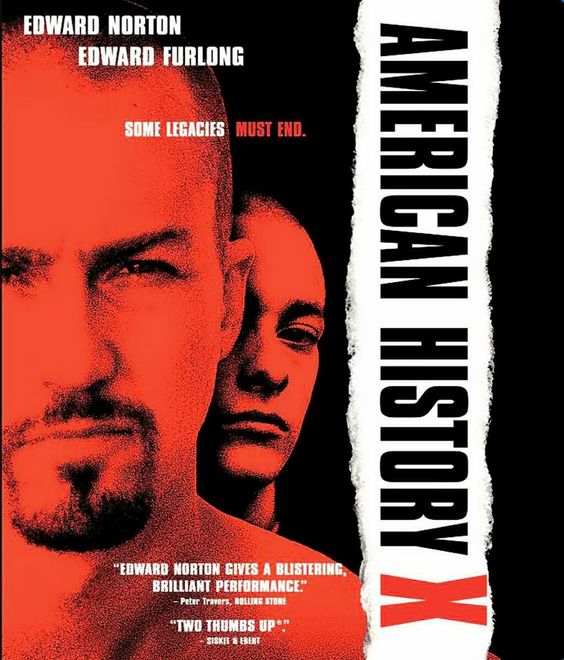 EDWARD NORTON
EDWARD FURLONG
SOME LEGACIES MUST END.
AMERICAN HISTORY X
“EDWARD NORTON GIVES A BLISTERING,
BRILLIANT PERFORMANCE.”
– Peter Travers, ROLLING STONE
“TWO THUMBS UP®.”
– SISKEL & EBERT